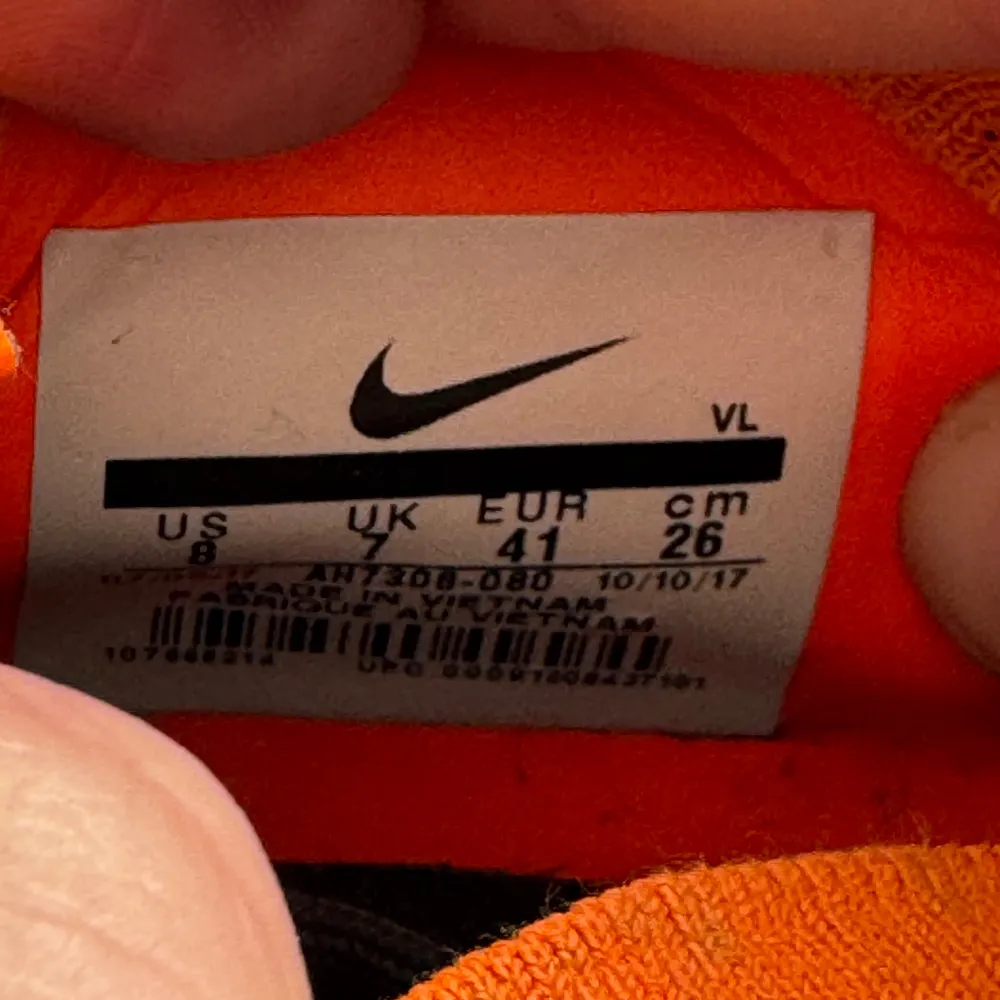 VL
US UK EUR cm
8 7 41 26
AH7308-080 10/10/17
MADE IN VIETNAM
FABRIQUE AU VIETNAM
UPC